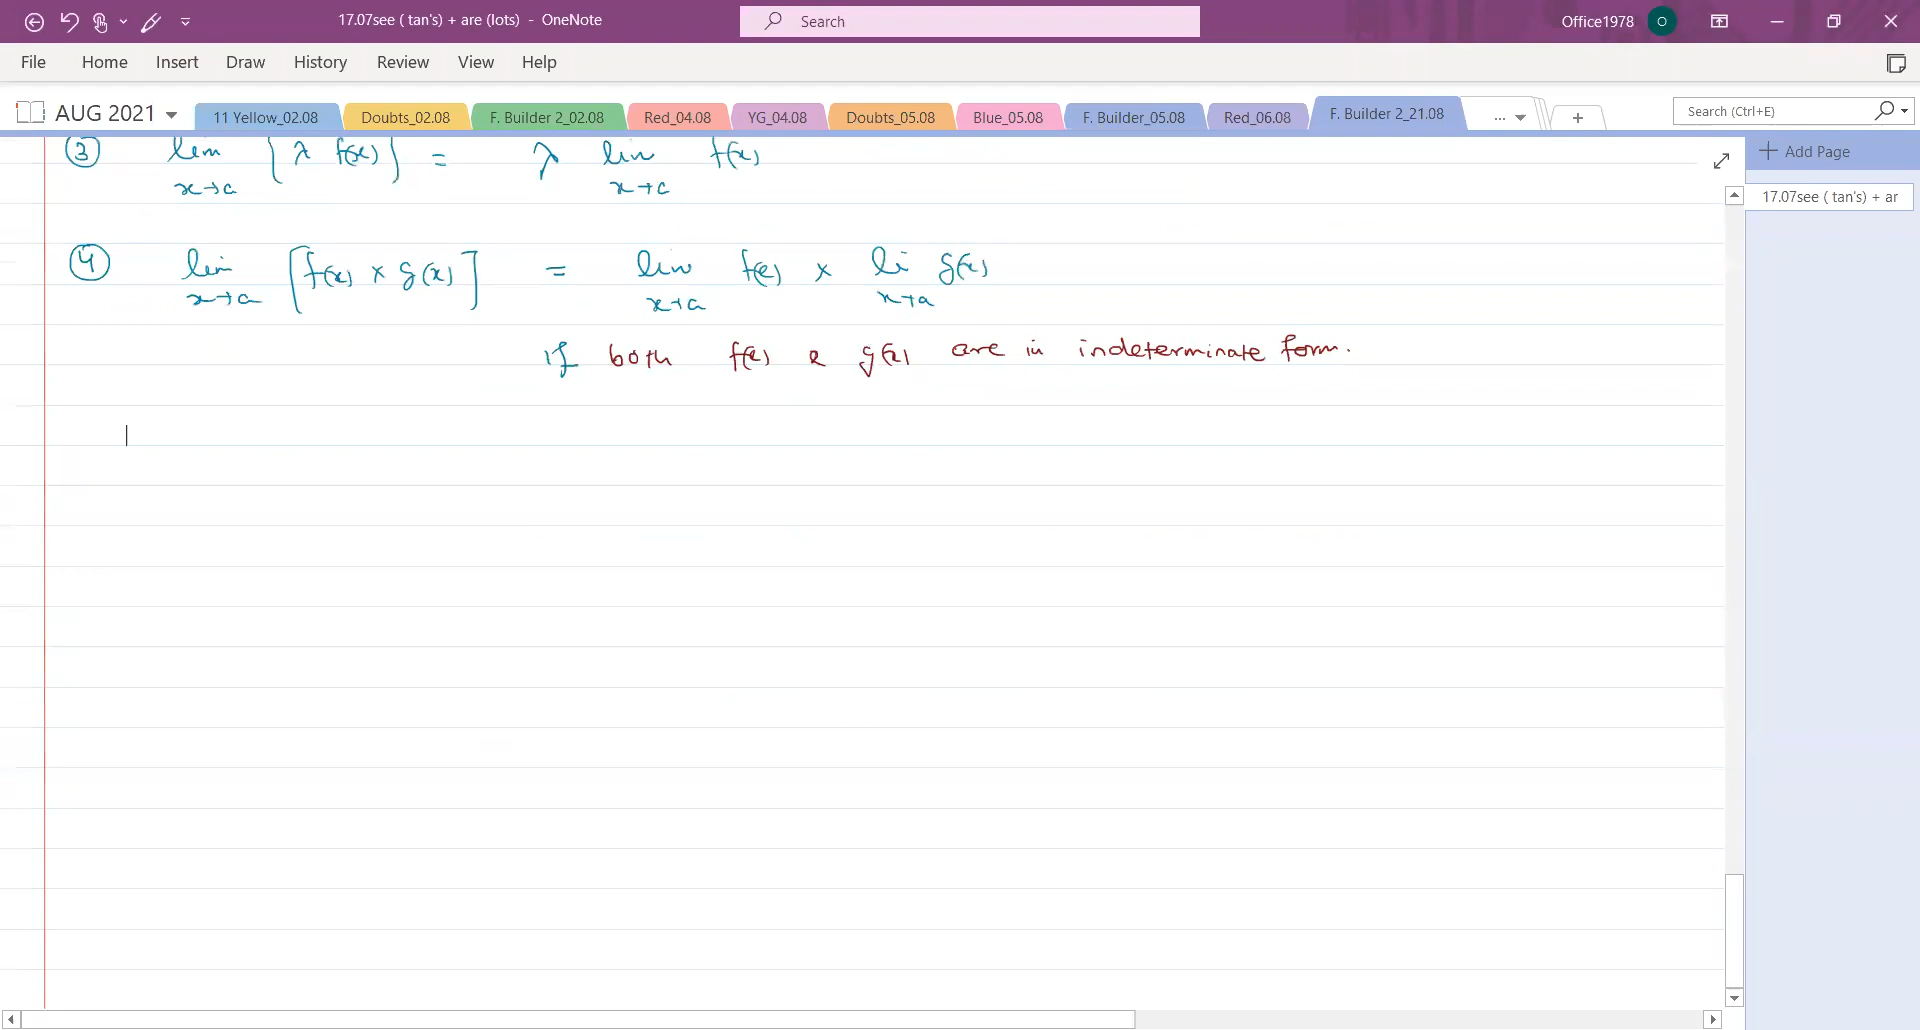 17.07see ( tan's) + are (lots) - OneNote
Search
Office1978
O
File Home Insert Draw History Review View Help
AUG 2021
11 Yellow_02.08
Doubts_02.08
F. Builder 2_02.08
Red_04.08
YG_04.08
Doubts_05.08
Blue_05.08
F. Builder_05.08
Red_06.08
F. Builder 2_21.08
...
+
Search (Ctrl+E)
Add Page
17.07see ( tan's) + ar
③ lim [λ f(x)] = λ lim f(x)
x→a x→a
④ lim [f(x) × g(x)] = lim f(x) × li g(x)
x→a x→a x→a
if both f(x) & g(x) are in indeterminate form.